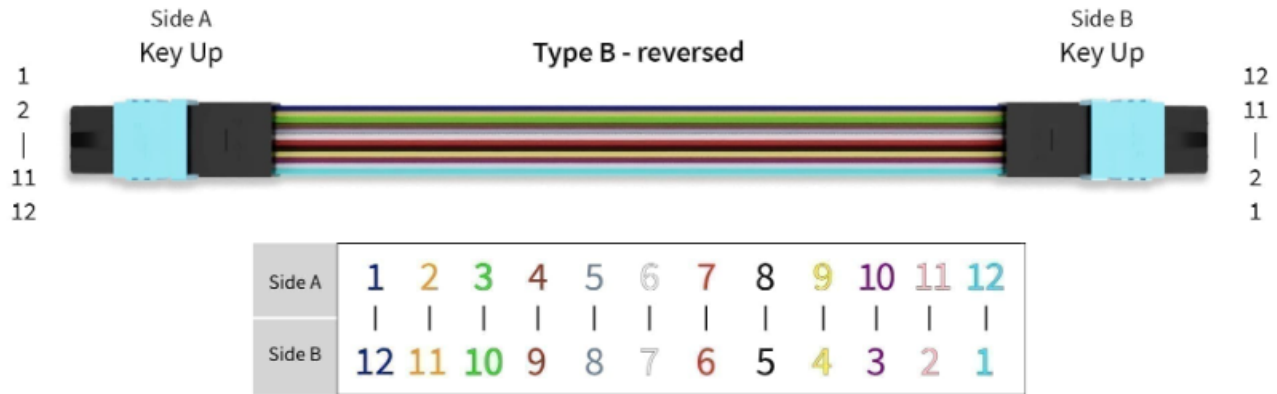 Side A
Key Up
Type B - reversed
Side B
Key Up
1
2
|
11
12
12
11
|
2
1
Side A 1 2 3 4 5 6 7 8 9 10 11 12
| | | | | | | | | | | |
Side B 12 11 10 9 8 7 6 5 4 3 2 1